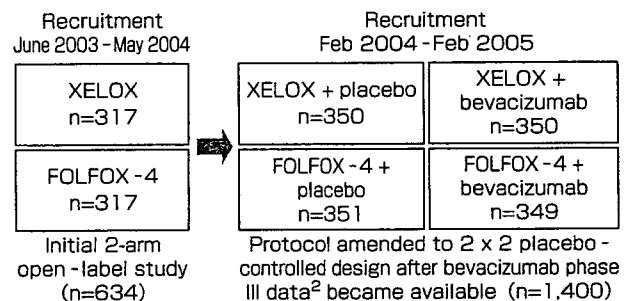 Recruitment
June 2003 - May 2004
XELOX
n=317
FOLFOX -4
n=317
Initial 2-arm
open -label study
(n=634)
Recruitment
Feb 2004 -Feb 2005
XELOX + placebo
n=350
XELOX +
bevacizumab
n=350
FOLFOX -4 +
placebo
n=351
FOLFOX -4 +
bevacizumab
n=349
Protocol amended to 2 x 2 placebo -
controlled design after bevacizumab phase
III data² became available (n=1,400)